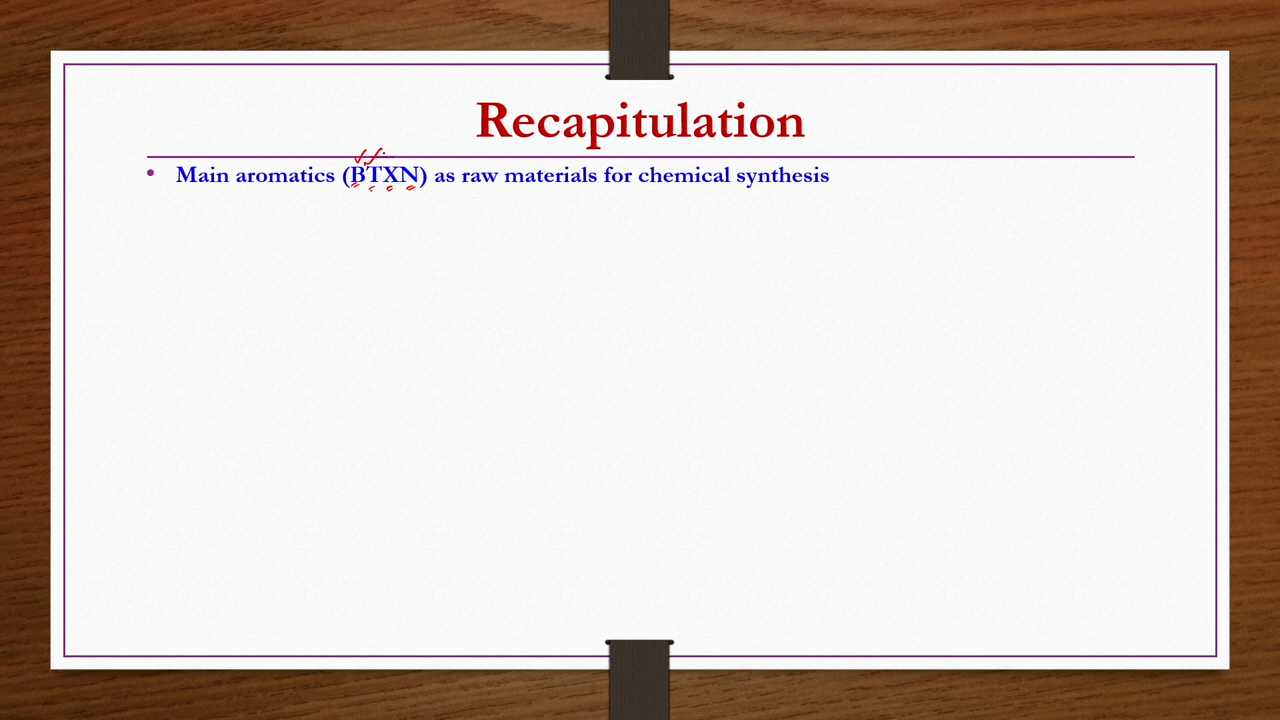 Recapitulation
• Main aromatics (BTXN) as raw materials for chemical synthesis